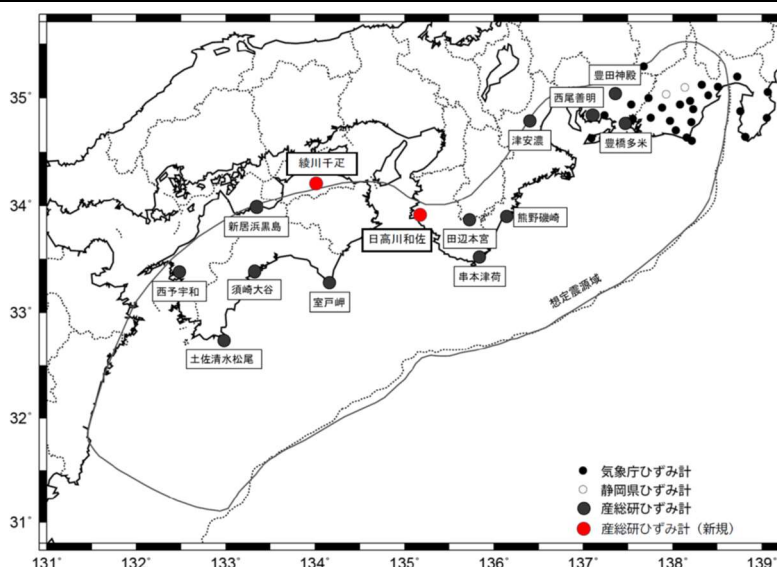 35°
34°
33°
32°
31°
豊田神殿
西尾善明
津安濃
豊橋多米
綾川千疋
新居浜黒島
日高川和佐
田辺本宮
熊野磯崎
串本津荷
西予宇和
須崎大谷
室戸岬
土佐清水松尾
想定震源域
気象庁ひずみ計
静岡県ひずみ計
産総研ひずみ計
産総研ひずみ計（新規）
131° 132° 133° 134° 135° 136° 137° 138° 139°